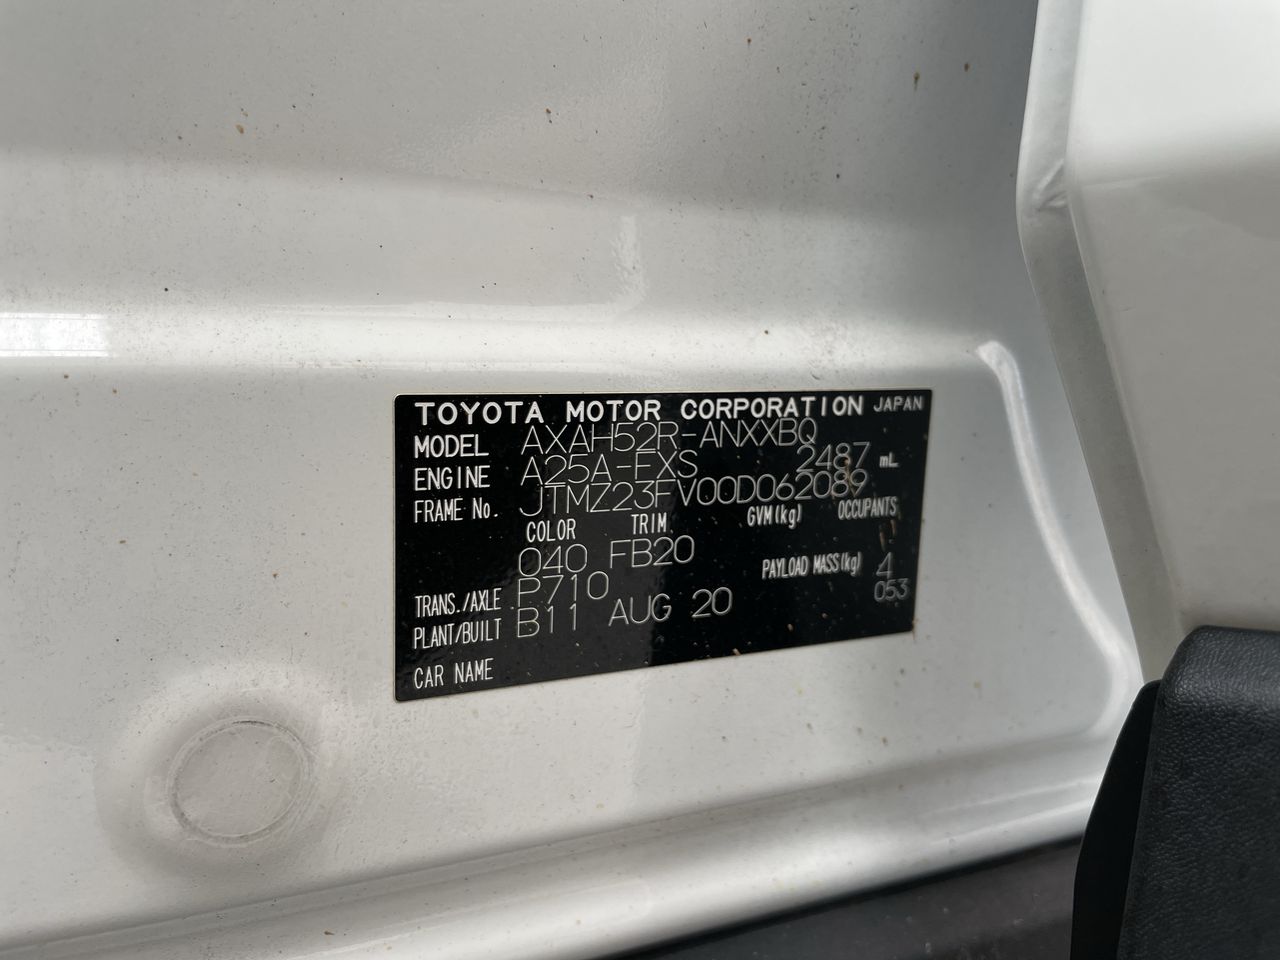 TOYOTA MOTOR CORPORATION JAPAN
MODEL AXAH52R-ANXXBQ
ENGINE A25A-FXS 2487 mL
FRAME No. JTMZ23FV00D062089
COLOR TRIM GVM(kg) OCCUPANTS
040 FB20 PAYLOAD MASS(kg) 4
TRANS./AXLE P710 053
PLANT/BUILT B11 AUG 20
CAR NAME